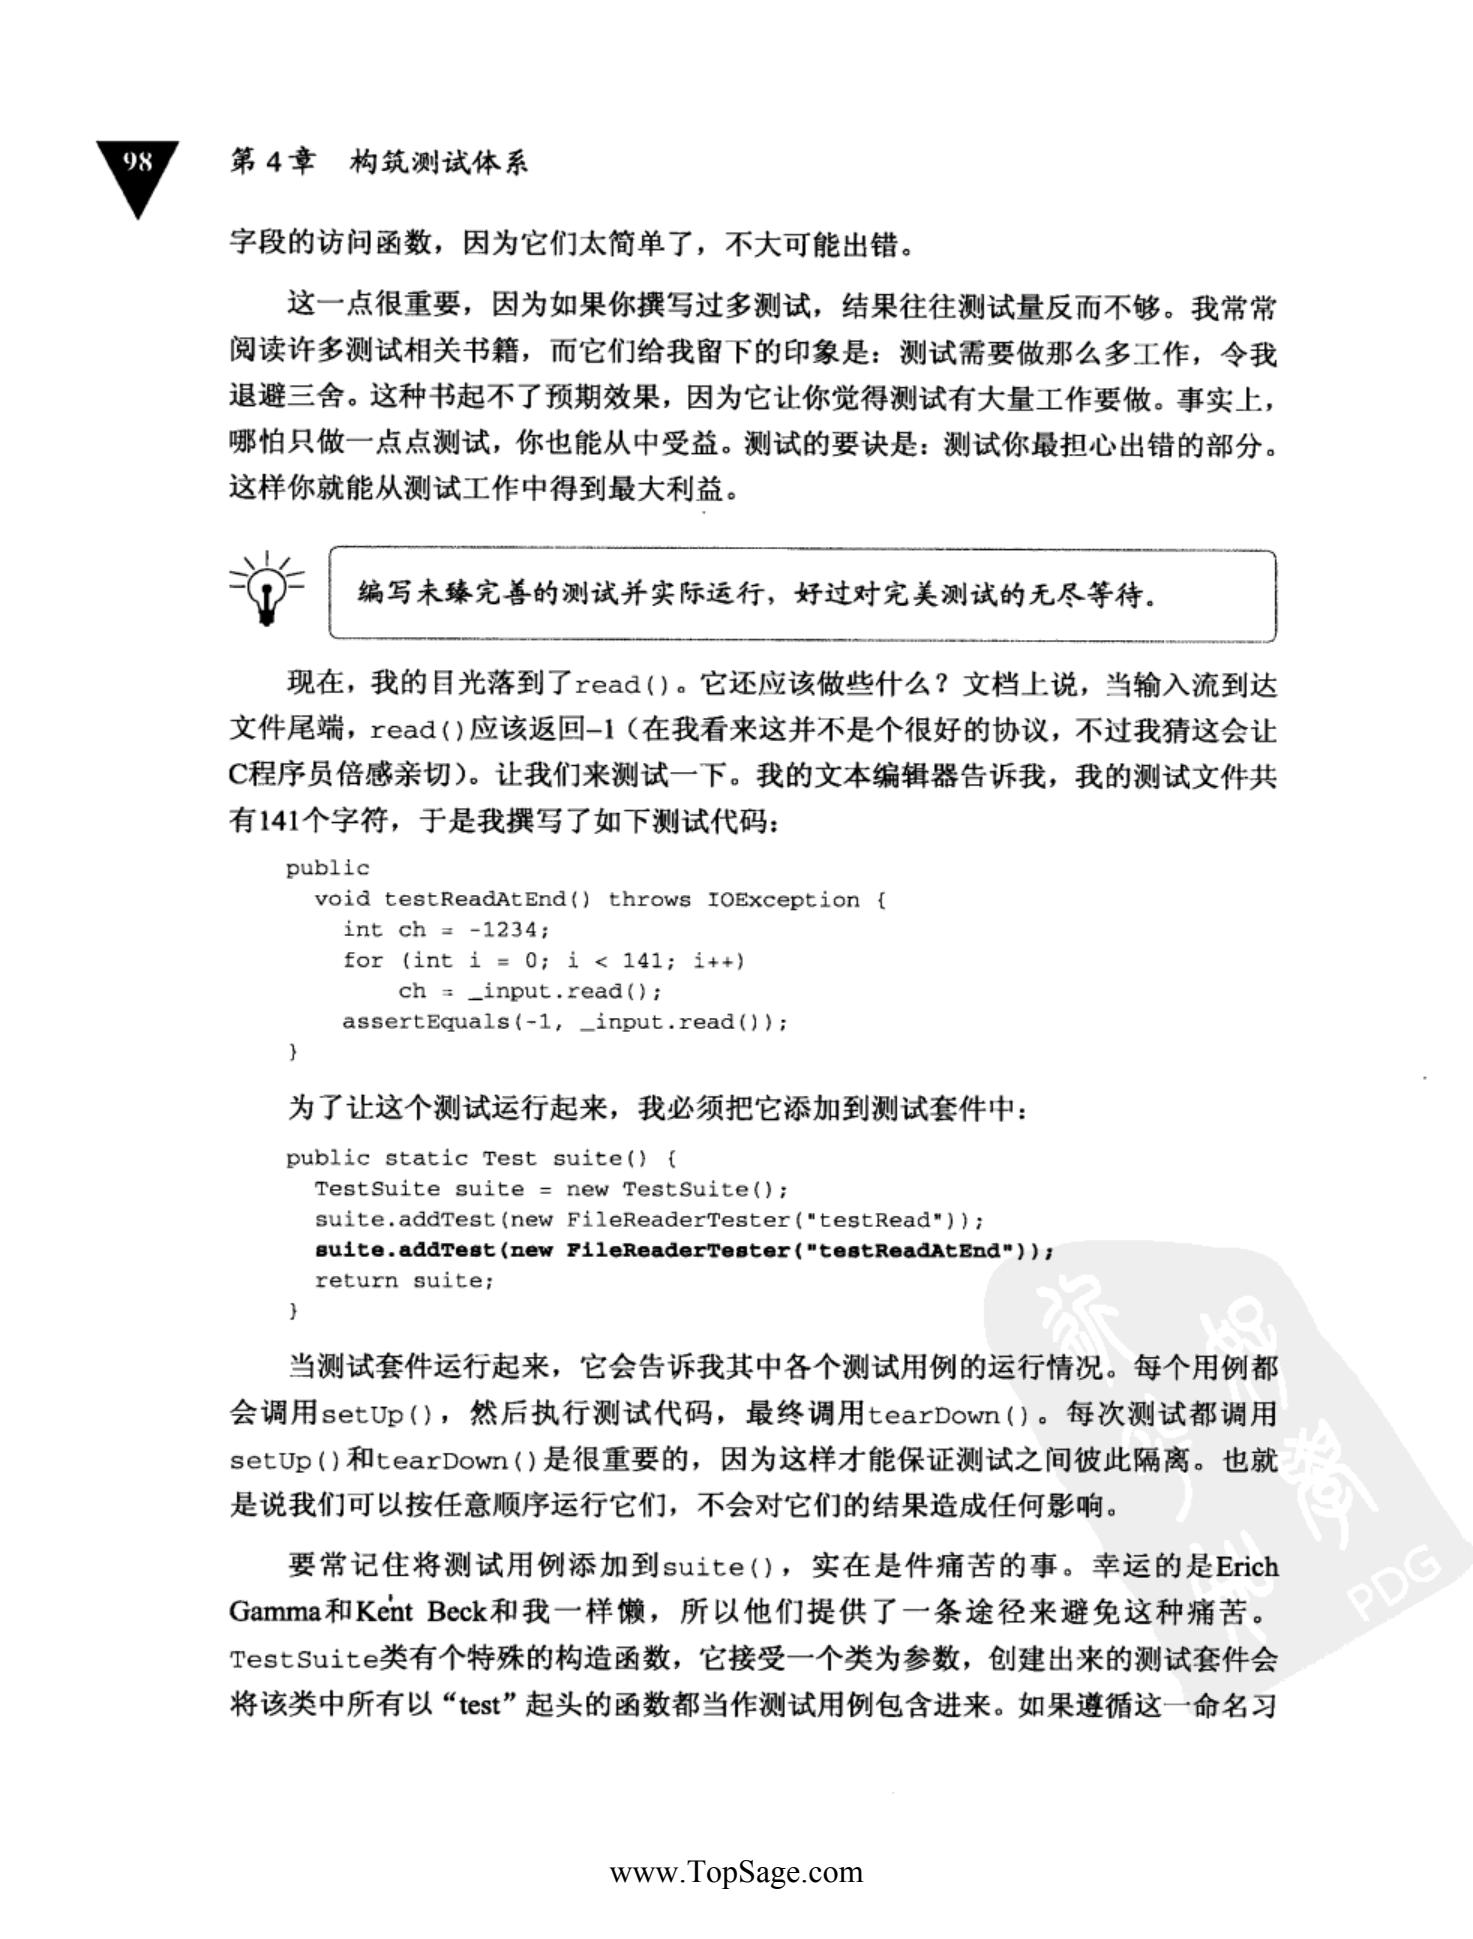 98
第 4 章 构筑测试体系
字段的访问函数，因为它们太简单了，不大可能出错。
这一点很重要，因为如果你撰写过多测试，结果往往测试量反而不够。我常常
阅读许多测试相关书籍，而它们给我留下的印象是：测试需要做那么多工作，令我
退避三舍。这种书起不了预期效果，因为它让你觉得测试有大量工作要做。事实上，
哪怕只做一点点测试，你也能从中受益。测试的要诀是：测试你最担心出错的部分。
这样你就能从测试工作中得到最大利益。
编写未臻完善的测试并实际运行，好过对完美测试的无尽等待。
现在，我的目光落到了read()。它还应该做些什么？文档上说，当输入流到达
文件尾端，read()应该返回–1（在我看来这并不是个很好的协议，不过我猜这会让
C程序员倍感亲切）。让我们来测试一下。我的文本编辑器告诉我，我的测试文件共
有141个字符，于是我撰写了如下测试代码：
public
void testReadAtEnd() throws IOException {
int ch = -1234;
for (int i = 0; i < 141; i++)
ch = _input.read();
assertEquals(-1, _input.read());
}
为了让这个测试运行起来，我必须把它添加到测试套件中：
public static Test suite() {
TestSuite suite = new TestSuite();
suite.addTest(new FileReaderTester("testRead"));
suite.addTest(new FileReaderTester("testReadAtEnd"));
return suite;
}
当测试套件运行起来，它会告诉我其中各个测试用例的运行情况。每个用例都
会调用setUp()，然后执行测试代码，最终调用tearDown()。每次测试都调用
setUp()和tearDown()是很重要的，因为这样才能保证测试之间彼此隔离。也就
是说我们可以按任意顺序运行它们，不会对它们的结果造成任何影响。
要常记住将测试用例添加到suite()，实在是件痛苦的事。幸运的是Erich
Gamma和Kent Beck和我一样懒，所以他们提供了一条途径来避免这种痛苦。
TestSuite类有个特殊的构造函数，它接受一个类为参数，创建出来的测试套件会
将该类中所有以“test”起头的函数都当作测试用例包含进来。如果遵循这一命名习
PDG
www.TopSage.com